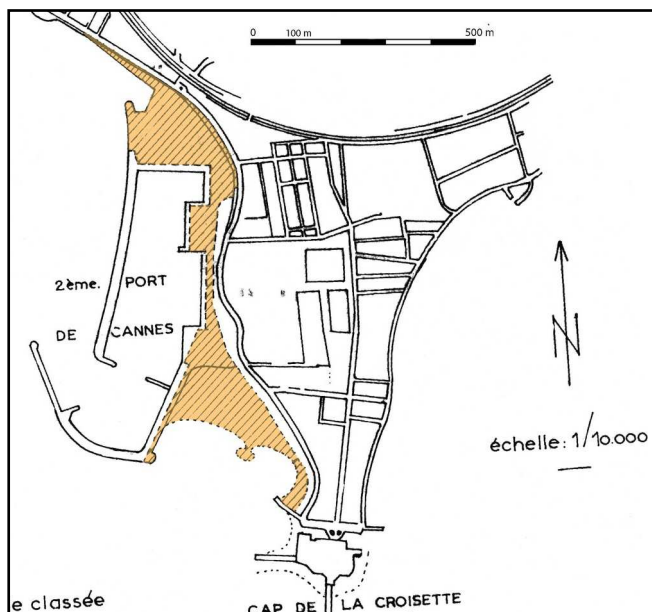 0 100 m 500 m
2ème. PORT
DE CANNES
N
échelle: 1/10.000
e classée
CAP DE LA CROISETTE